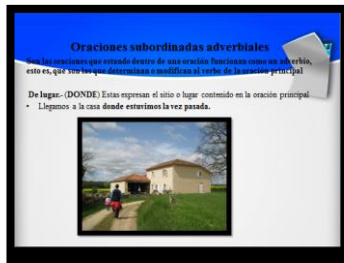 Oraciones subordinadas adverbiales
Son las oraciones que estando dentro de una oración funcionan como un adverbio,
esto es, que son las que determinan o modifican al verbo de la oración principal
De lugar.- (DONDE) Estas expresan el sitio o lugar contenido en la oración principal
• Llegamos a la casa donde estuvimos la vez pasada.